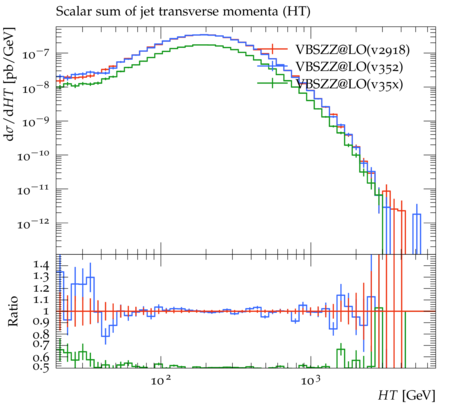 Scalar sum of jet transverse momenta (HT)
dσ/dHT [pb/GeV]
10⁻⁷
10⁻⁸
10⁻⁹
10⁻¹⁰
10⁻¹¹
10⁻¹²
VBSZZ@LO(v2918)
VBSZZ@LO(v352)
VBSZZ@LO(v35x)
Ratio
1.4
1.3
1.2
1.1
1
0.9
0.8
0.7
0.6
0.5
10²
10³
HT [GeV]